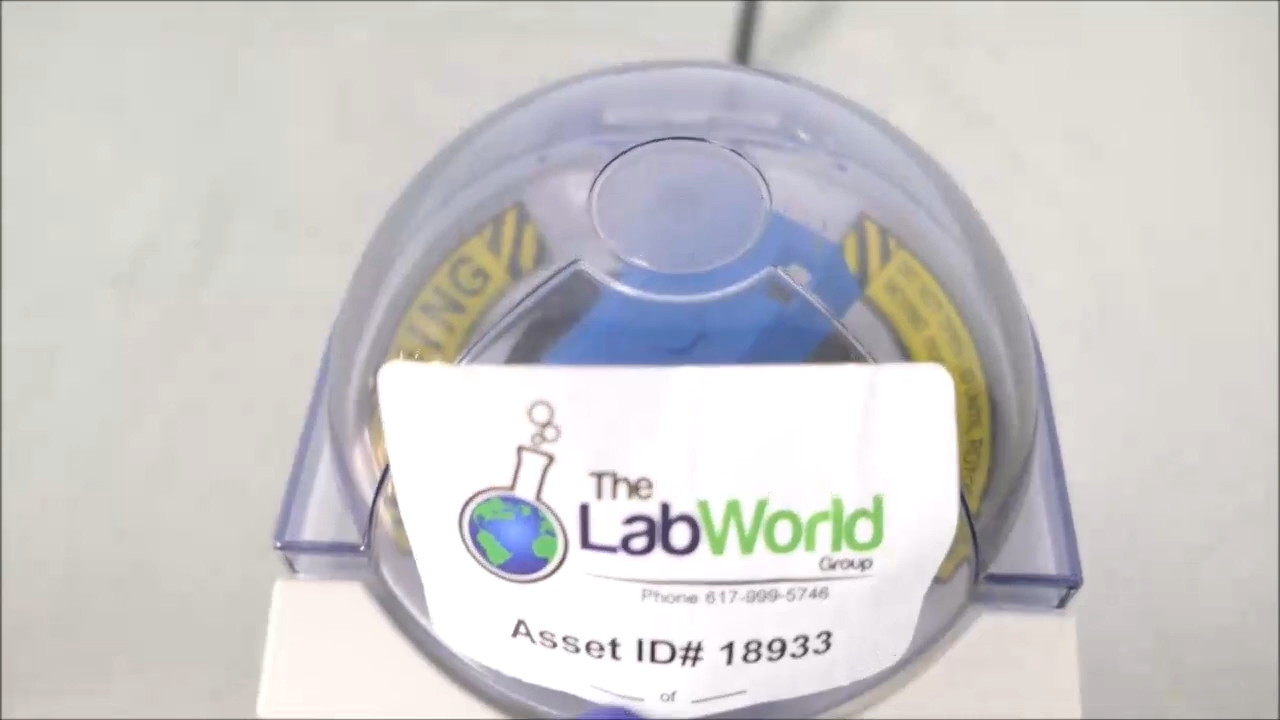 The
LabWorld
Group
Phone 617-999-5746
Asset ID# 18933
of